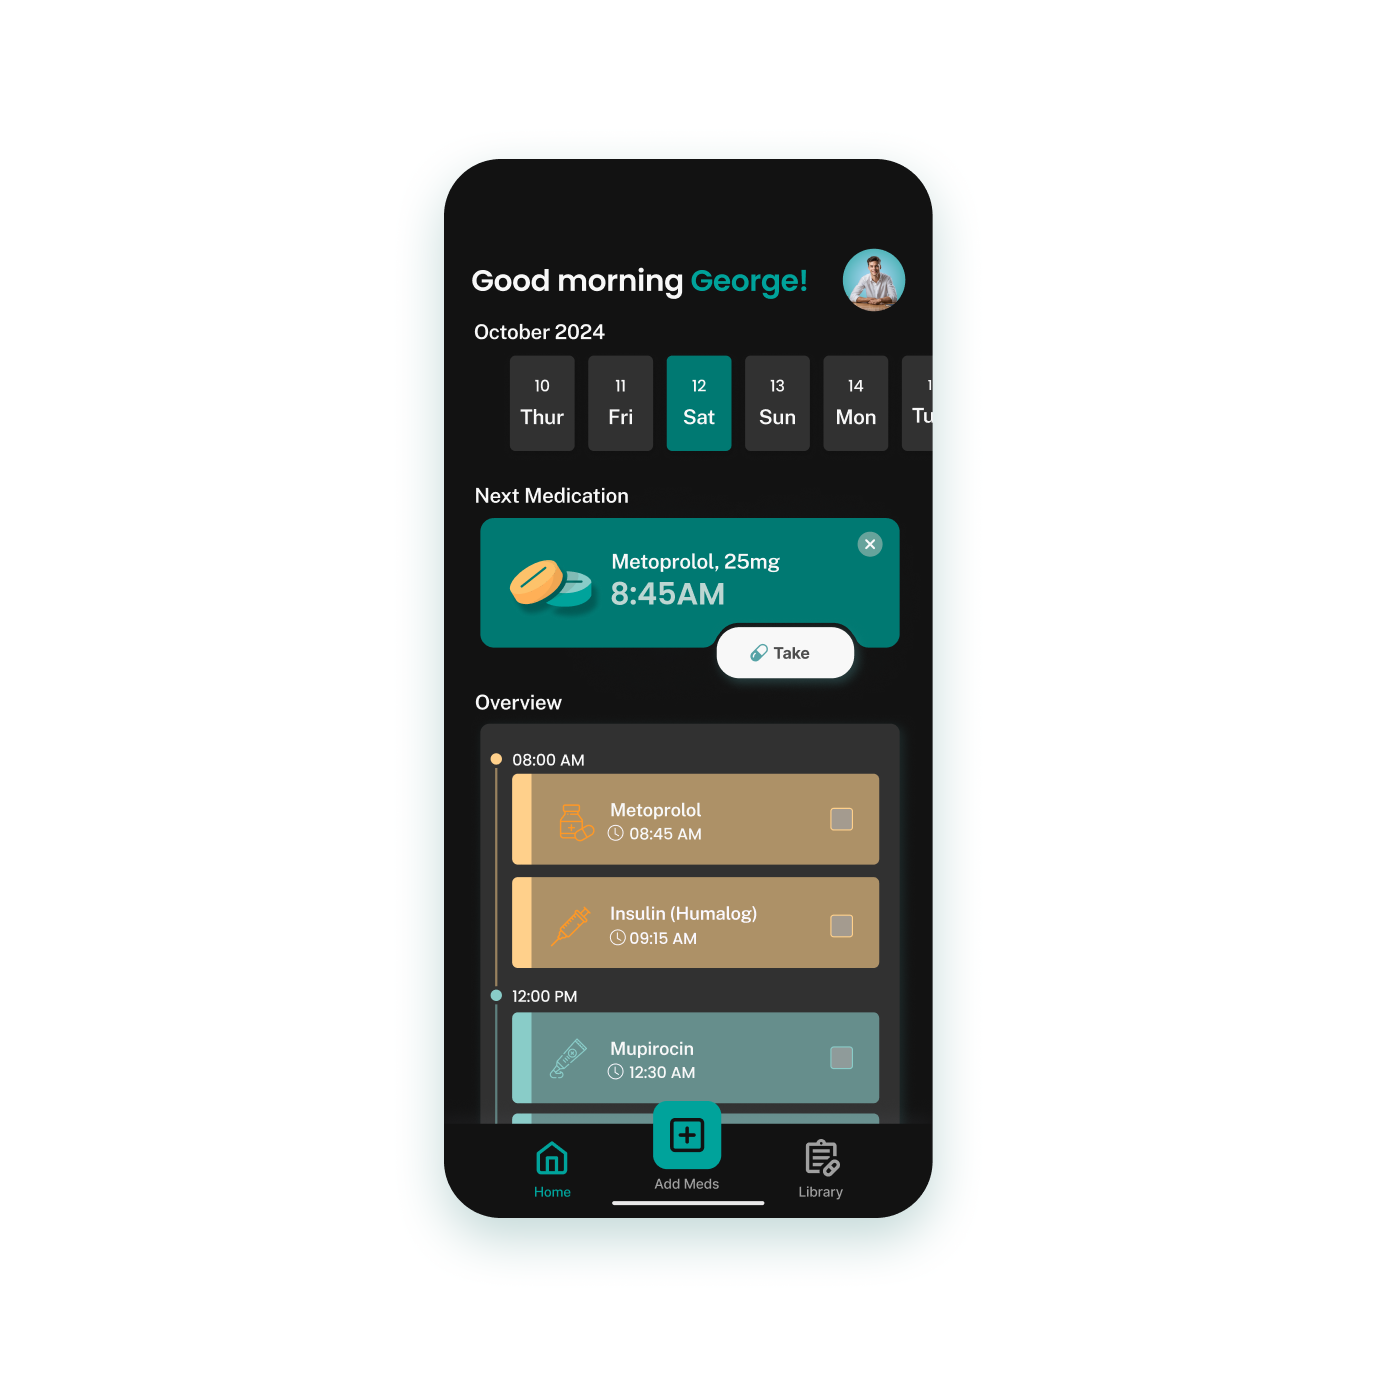 Good morning George!
October 2024
10 11 12 13 14 1
Thur Fri Sat Sun Mon Tu
Next Medication
Metoprolol, 25mg
8:45AM
Take
Overview
08:00 AM
Metoprolol
08:45 AM
Insulin (Humalog)
09:15 AM
12:00 PM
Mupirocin
12:30 AM
Home
Add Meds
Library